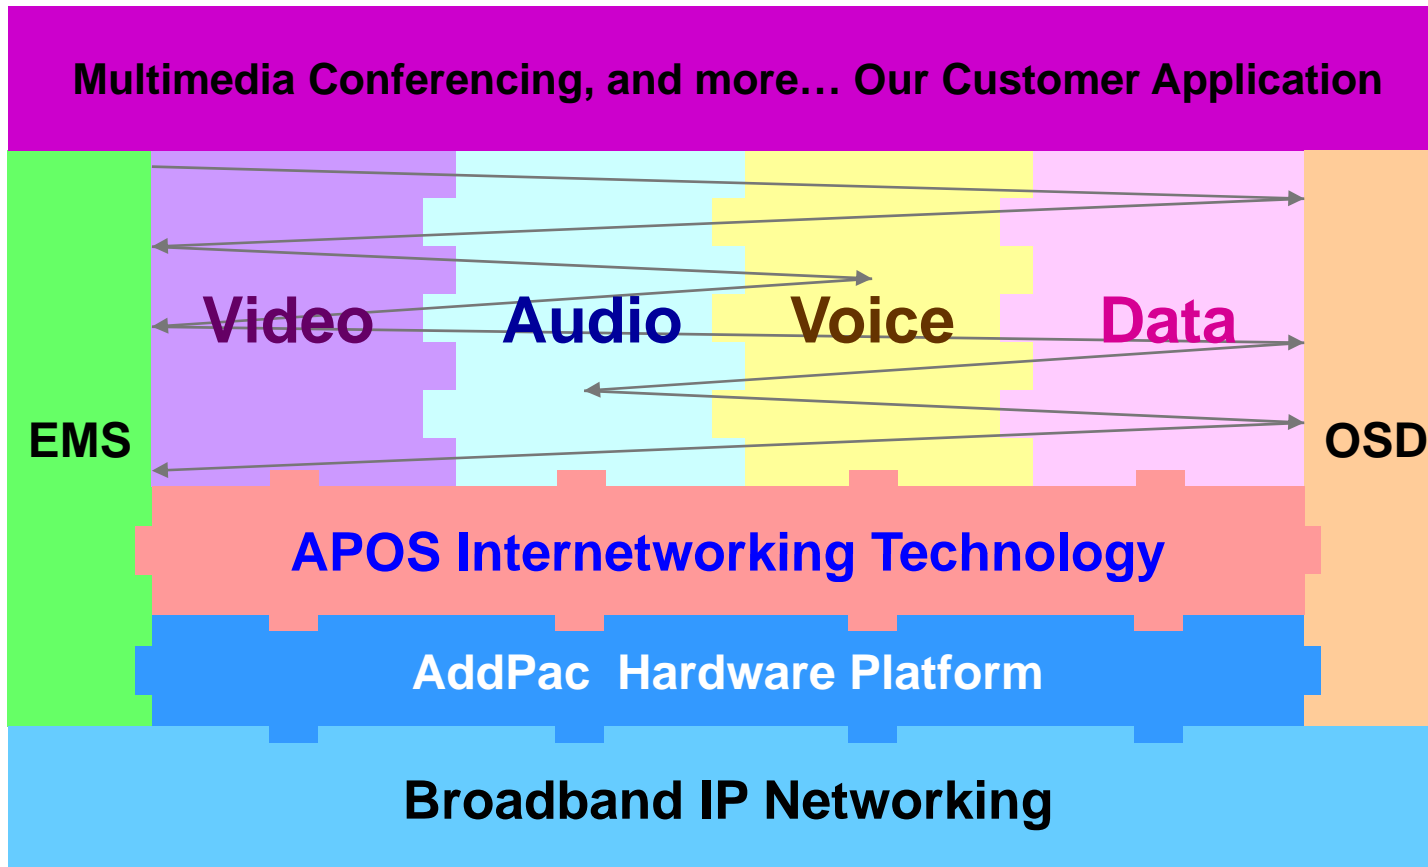 Multimedia Conferencing, and more… Our Customer Application
Video Audio Voice Data
EMS OSD
APOS Internetworking Technology
AddPac Hardware Platform
Broadband IP Networking